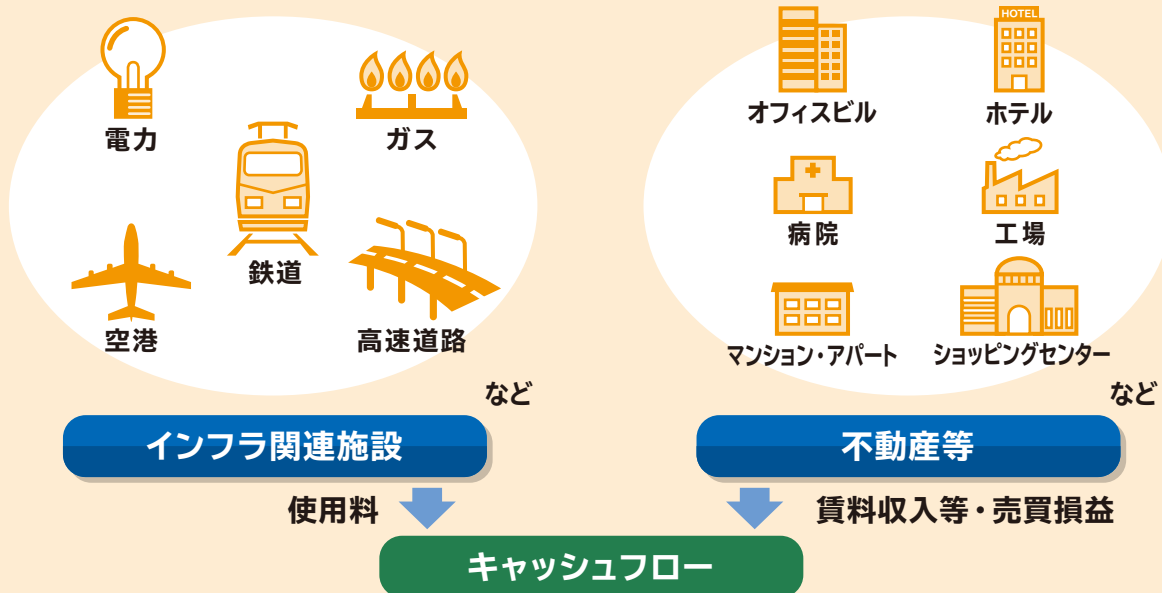 電力
ガス
鉄道
空港
高速道路
など
インフラ関連施設
使用料
HOTEL
オフィスビル
ホテル
病院
工場
マンション・アパート
ショッピングセンター
など
不動産等
賃料収入等・売買損益
キャッシュフロー